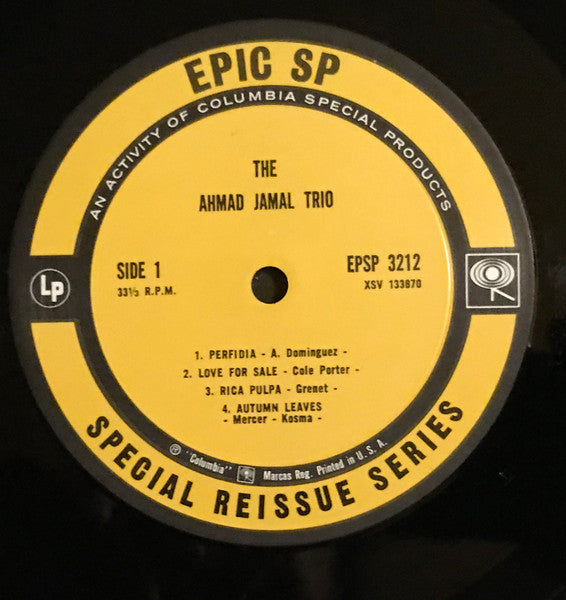 EPIC SP
AN ACTIVITY OF COLUMBIA SPECIAL PRODUCTS
THE
AHMAD JAMAL TRIO
SIDE 1
33⅓ R.P.M.
EPSP 3212
XSV 133870
Lp
1. PERFIDIA - A. Dominguez -
2. LOVE FOR SALE - Cole Porter -
3. RICA PULPA - Grenet -
4. AUTUMN LEAVES
- Mercer - Kosma -
℗ "Columbia" Marcas Reg. Printed in U.S.A.
SPECIAL REISSUE SERIES